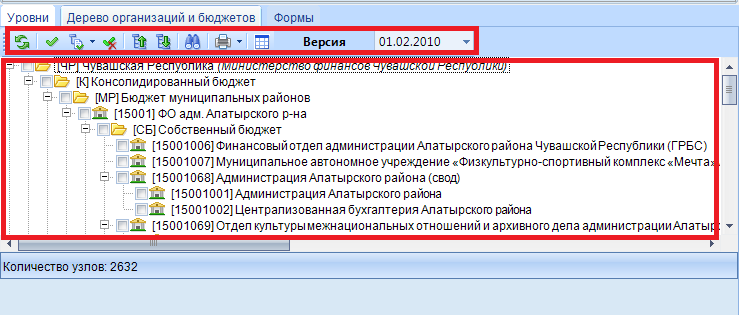 Уровни Дерево организаций и бюджетов Формы
Версия 01.02.2010
[ЧР] Чувашская Республика (Министерство финансов Чувашской Республики)
[К] Консолидированный бюджет
[МР] Бюджет муниципальных районов
[15001] ФО адм. Алатырского р-на
[СБ] Собственный бюджет
[15001006] Финансовый отдел администрации Алатырского района Чувашской Республики (ГРБС)
[15001007] Муниципальное автономное учреждение «Физкультурно-спортивный комплекс «Мечта».
[15001068] Администрация Алатырского района (свод)
[15001001] Администрация Алатырского района
[15001002] Централизованная бухгалтерия Алатырского района
[15001069] Отдел культуры межнациональных отношений и архивного дела администрации Алатырс
Количество узлов: 2632